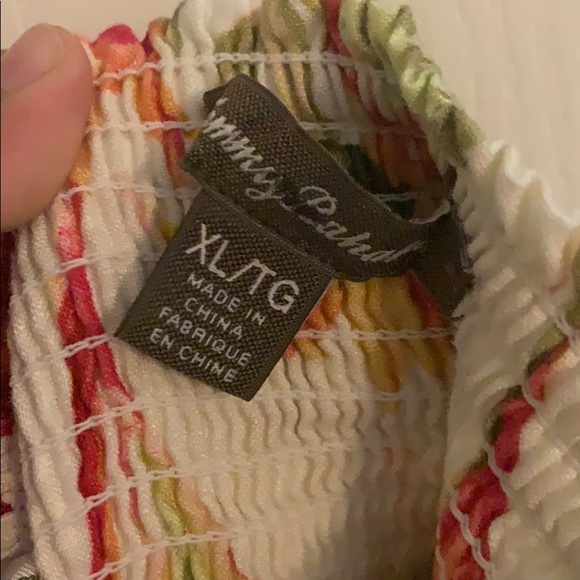 XL/TG
MADE IN
CHINA
FABRIQUE
EN CHINE